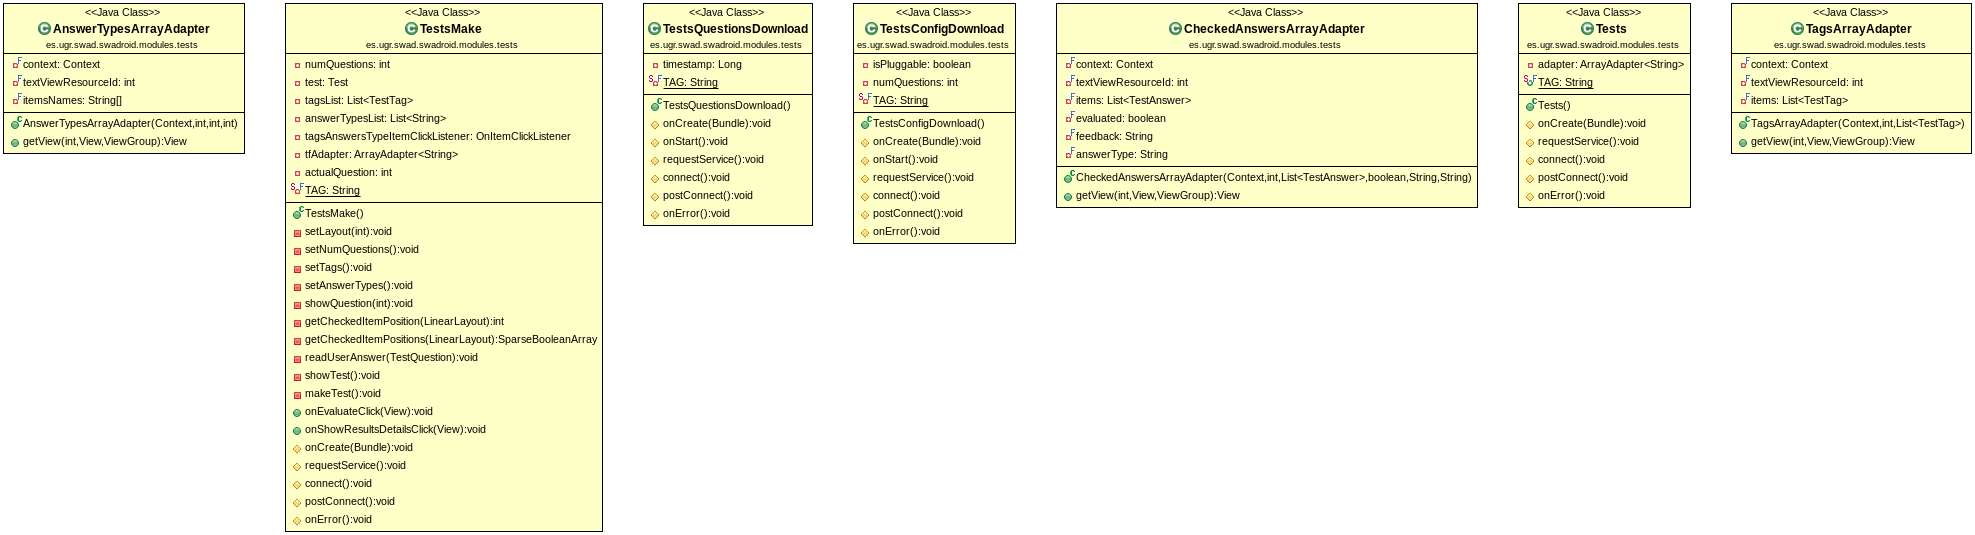 <<Java Class>>
AnswerTypesArrayAdapter
es.ugr.swad.swadroid.modules.tests
context: Context
textViewResourceId: int
itemsNames: String[]
AnswerTypesArrayAdapter(Context,int,int,int)
getView(int,View,ViewGroup):View
<<Java Class>>
TestsMake
es.ugr.swad.swadroid.modules.tests
numQuestions: int
test: Test
tagsList: List<TestTag>
answerTypesList: List<String>
tagsAnswersTypeItemClickListener: OnItemClickListener
tfAdapter: ArrayAdapter<String>
actualQuestion: int
TAG: String
TestsMake()
setLayout(int):void
setNumQuestions():void
setTags():void
setAnswerTypes():void
showQuestion(int):void
getCheckedItemPosition(LinearLayout):int
getCheckedItemPositions(LinearLayout):SparseBooleanArray
readUserAnswer(TestQuestion):void
showTest():void
makeTest():void
onEvaluateClick(View):void
onShowResultsDetailsClick(View):void
onCreate(Bundle):void
requestService():void
connect():void
postConnect():void
onError():void
<<Java Class>>
TestsQuestionsDownload
es.ugr.swad.swadroid.modules.tests
timestamp: Long
TAG: String
TestsQuestionsDownload()
onCreate(Bundle):void
onStart():void
requestService():void
connect():void
postConnect():void
onError():void
<<Java Class>>
TestsConfigDownload
es.ugr.swad.swadroid.modules.tests
isPluggable: boolean
numQuestions: int
TAG: String
TestsConfigDownload()
onCreate(Bundle):void
onStart():void
requestService():void
connect():void
postConnect():void
onError():void
<<Java Class>>
CheckedAnswersArrayAdapter
es.ugr.swad.swadroid.modules.tests
context: Context
textViewResourceId: int
items: List<TestAnswer>
evaluated: boolean
feedback: String
answerType: String
CheckedAnswersArrayAdapter(Context,int,List<TestAnswer>,boolean,String,String)
getView(int,View,ViewGroup):View
<<Java Class>>
Tests
es.ugr.swad.swadroid.modules.tests
adapter: ArrayAdapter<String>
TAG: String
Tests()
onCreate(Bundle):void
requestService():void
connect():void
postConnect():void
onError():void
<<Java Class>>
TagsArrayAdapter
es.ugr.swad.swadroid.modules.tests
context: Context
textViewResourceId: int
items: List<TestTag>
TagsArrayAdapter(Context,int,List<TestTag>)
getView(int,View,ViewGroup):View